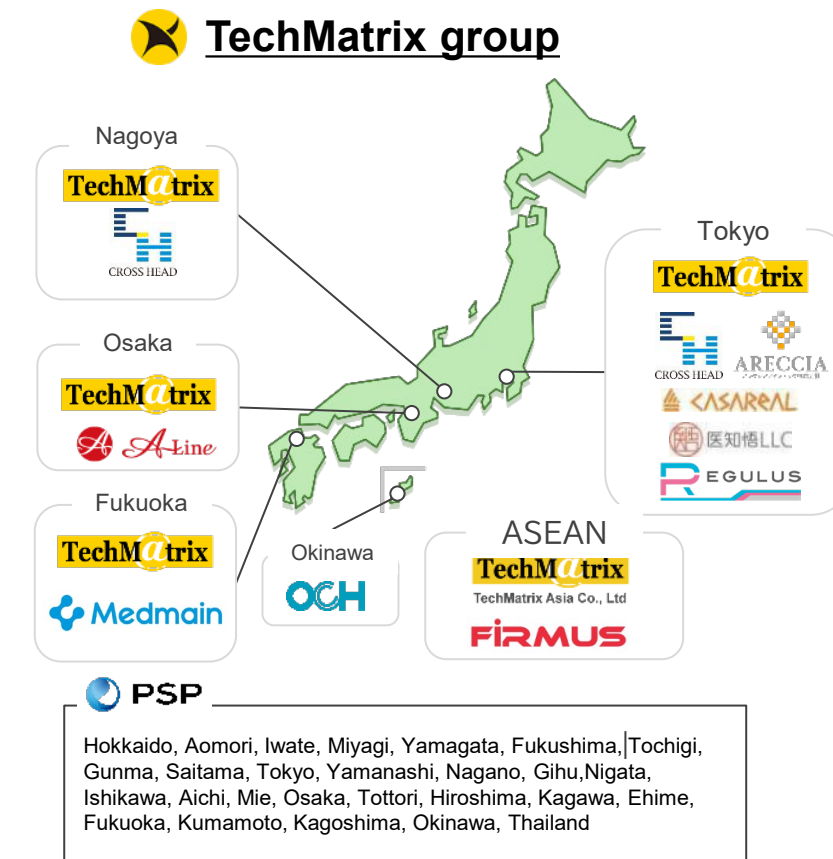 TechMatrix group
Nagoya
TechMatrix
CROSS HEAD
Osaka
TechMatrix
A A-Line
Fukuoka
TechMatrix
Medmain
Okinawa
OCH
Tokyo
TechMatrix
CROSS HEAD
ARECCIA
CASAREAL
医知悟LLC
REGULUS
ASEAN
TechMatrix
TechMatrix Asia Co., Ltd
FiRMUS
PSP
Hokkaido, Aomori, Iwate, Miyagi, Yamagata, Fukushima, Tochigi,
Gunma, Saitama, Tokyo, Yamanashi, Nagano, Gihu,Nigata,
Ishikawa, Aichi, Mie, Osaka, Tottori, Hiroshima, Kagawa, Ehime,
Fukuoka, Kumamoto, Kagoshima, Okinawa, Thailand